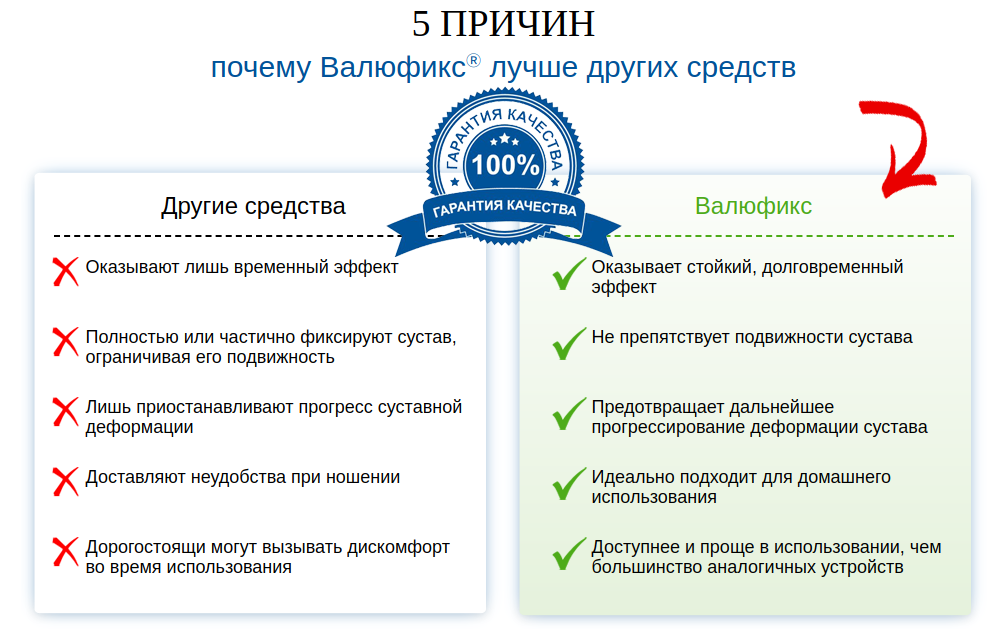 5 ПРИЧИН
почему Валюфикс® лучше других средств
ГАРАНТИЯ КАЧЕСТВА
100%
ГАРАНТИЯ КАЧЕСТВА
Другие средства
Оказывают лишь временный эффект
Полностью или частично фиксируют сустав,
ограничивая его подвижность
Лишь приостанавливают прогресс суставной
деформации
Доставляют неудобства при ношении
Дорогостоящи могут вызывать дискомфорт
во время использования
Валюфикс
Оказывает стойкий, долговременный
эффект
Не препятствует подвижности сустава
Предотвращает дальнейшее
прогрессирование деформации сустава
Идеально подходит для домашнего
использования
Доступнее и проще в использовании, чем
большинство аналогичных устройств